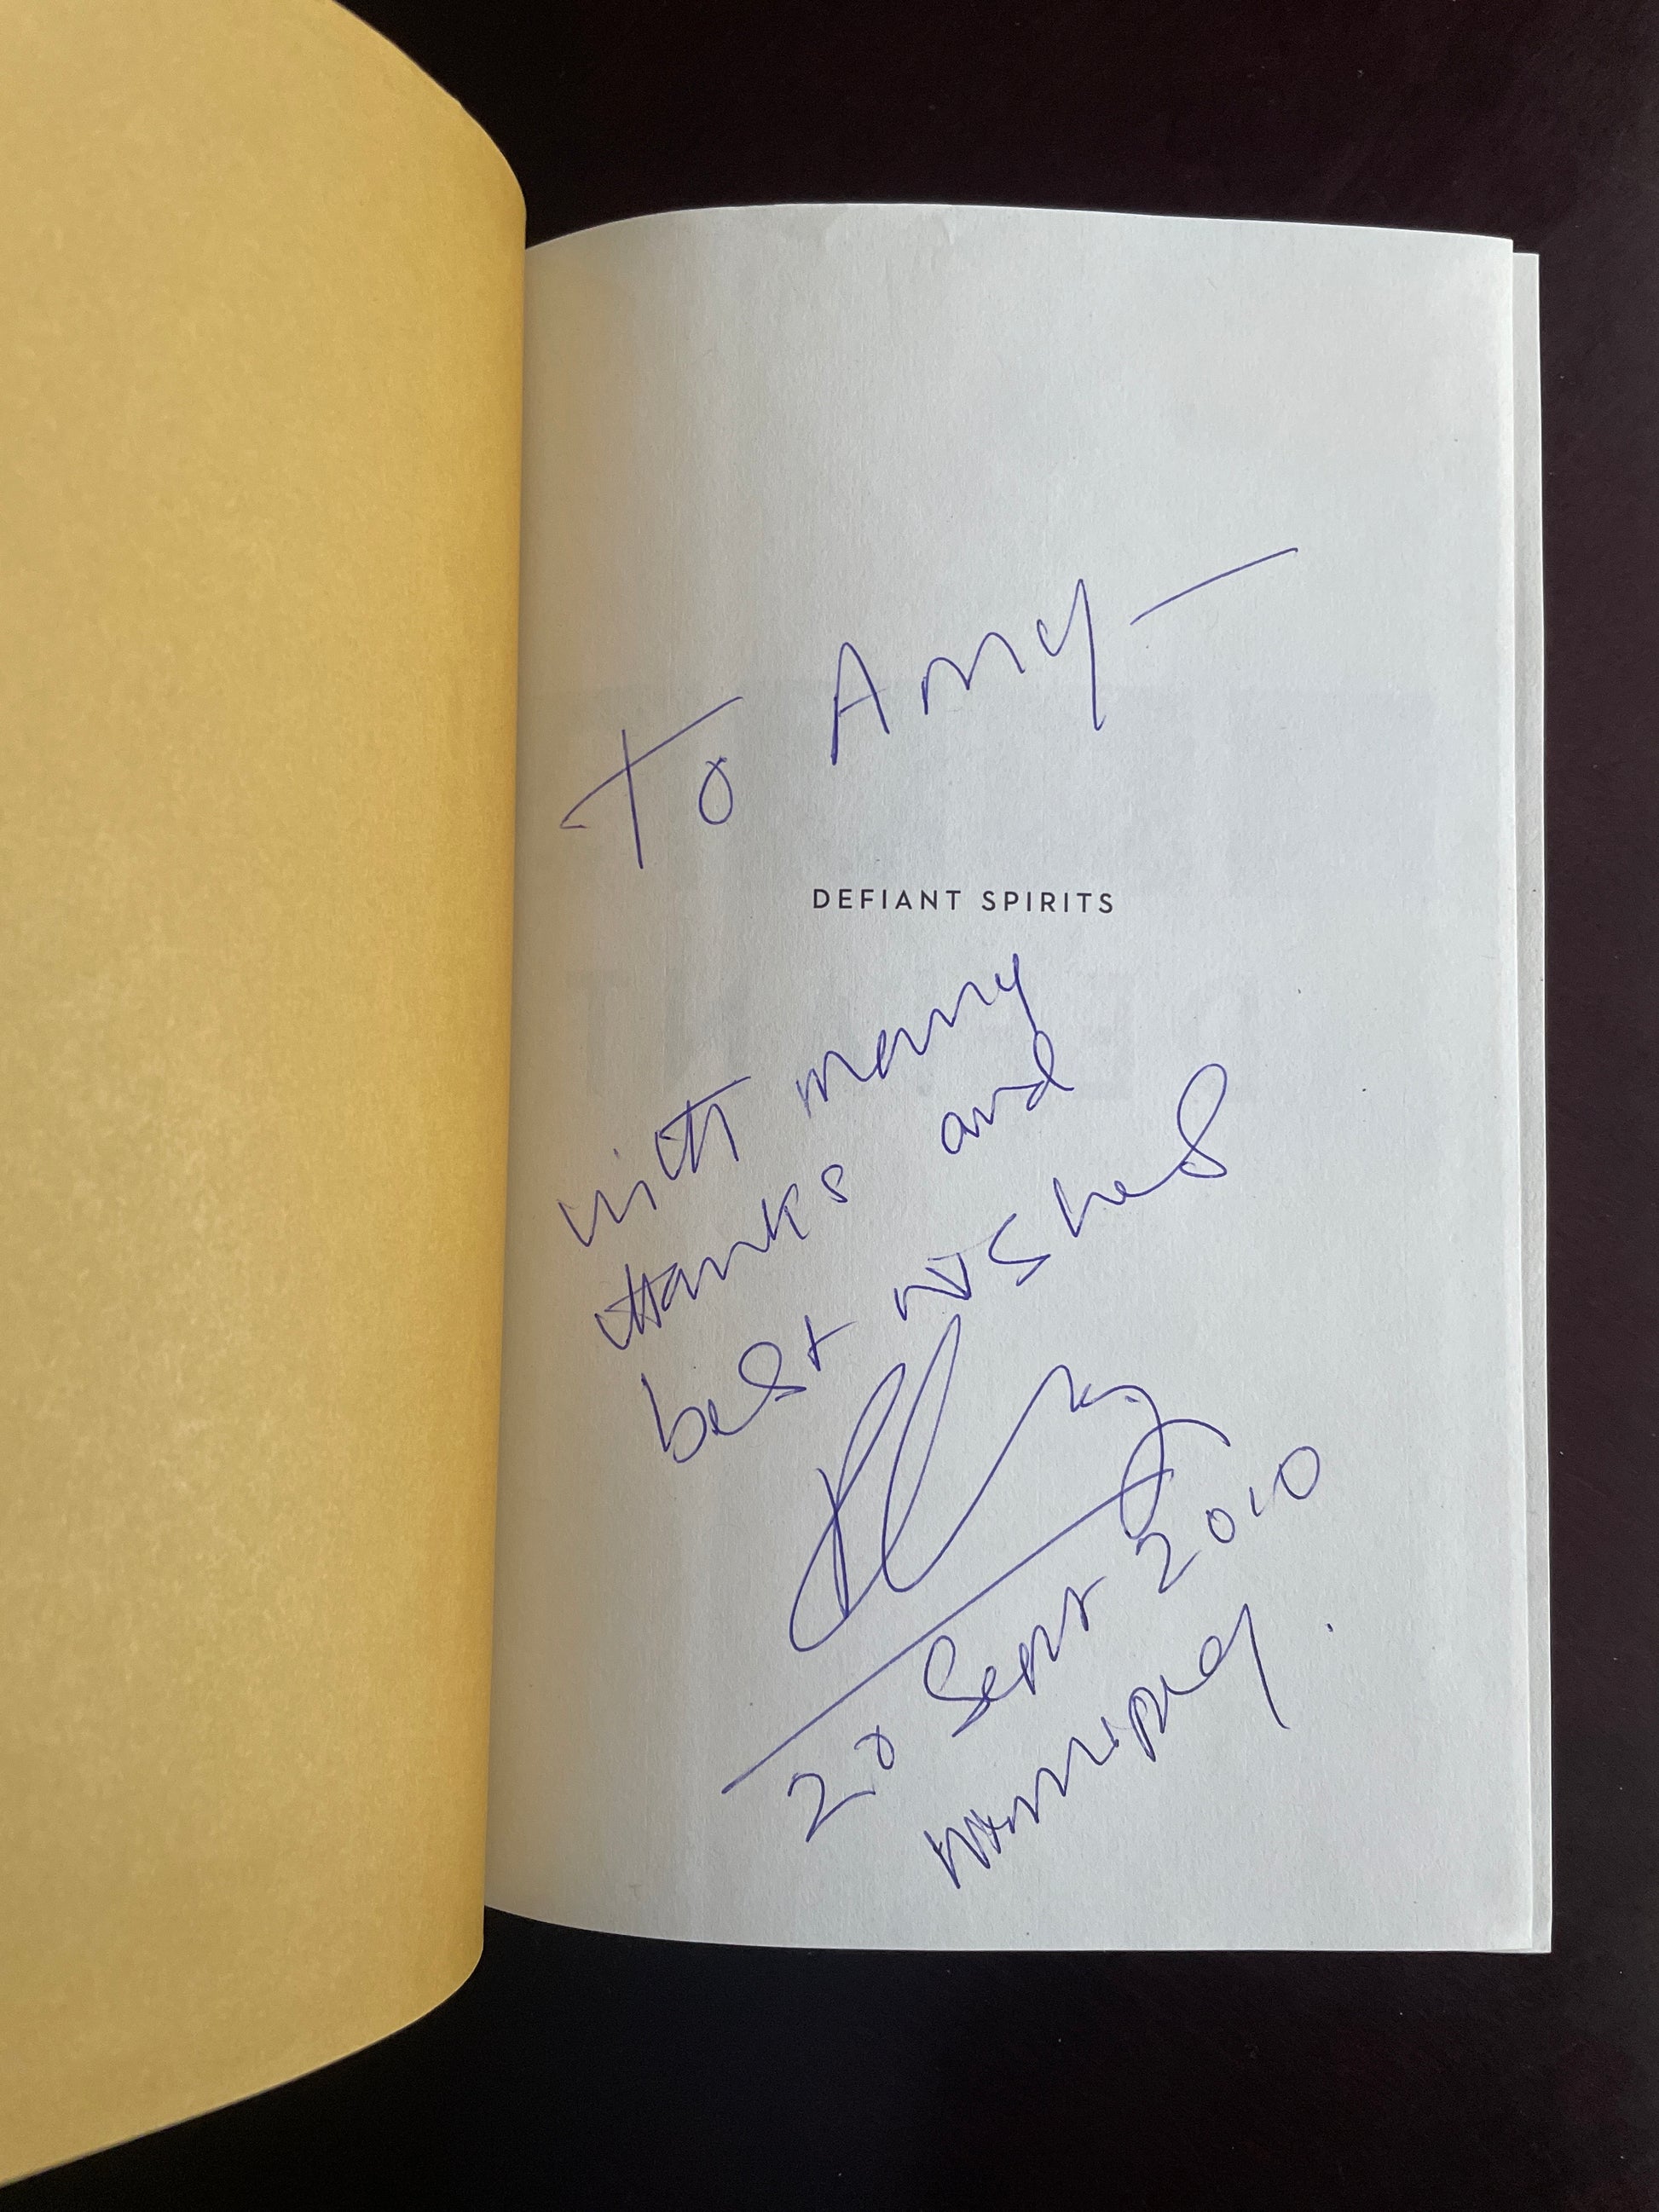 To Amy —
DEFIANT SPIRITS
with many
thanks and
best wishes
20 Sept 2010
Winnipeg.